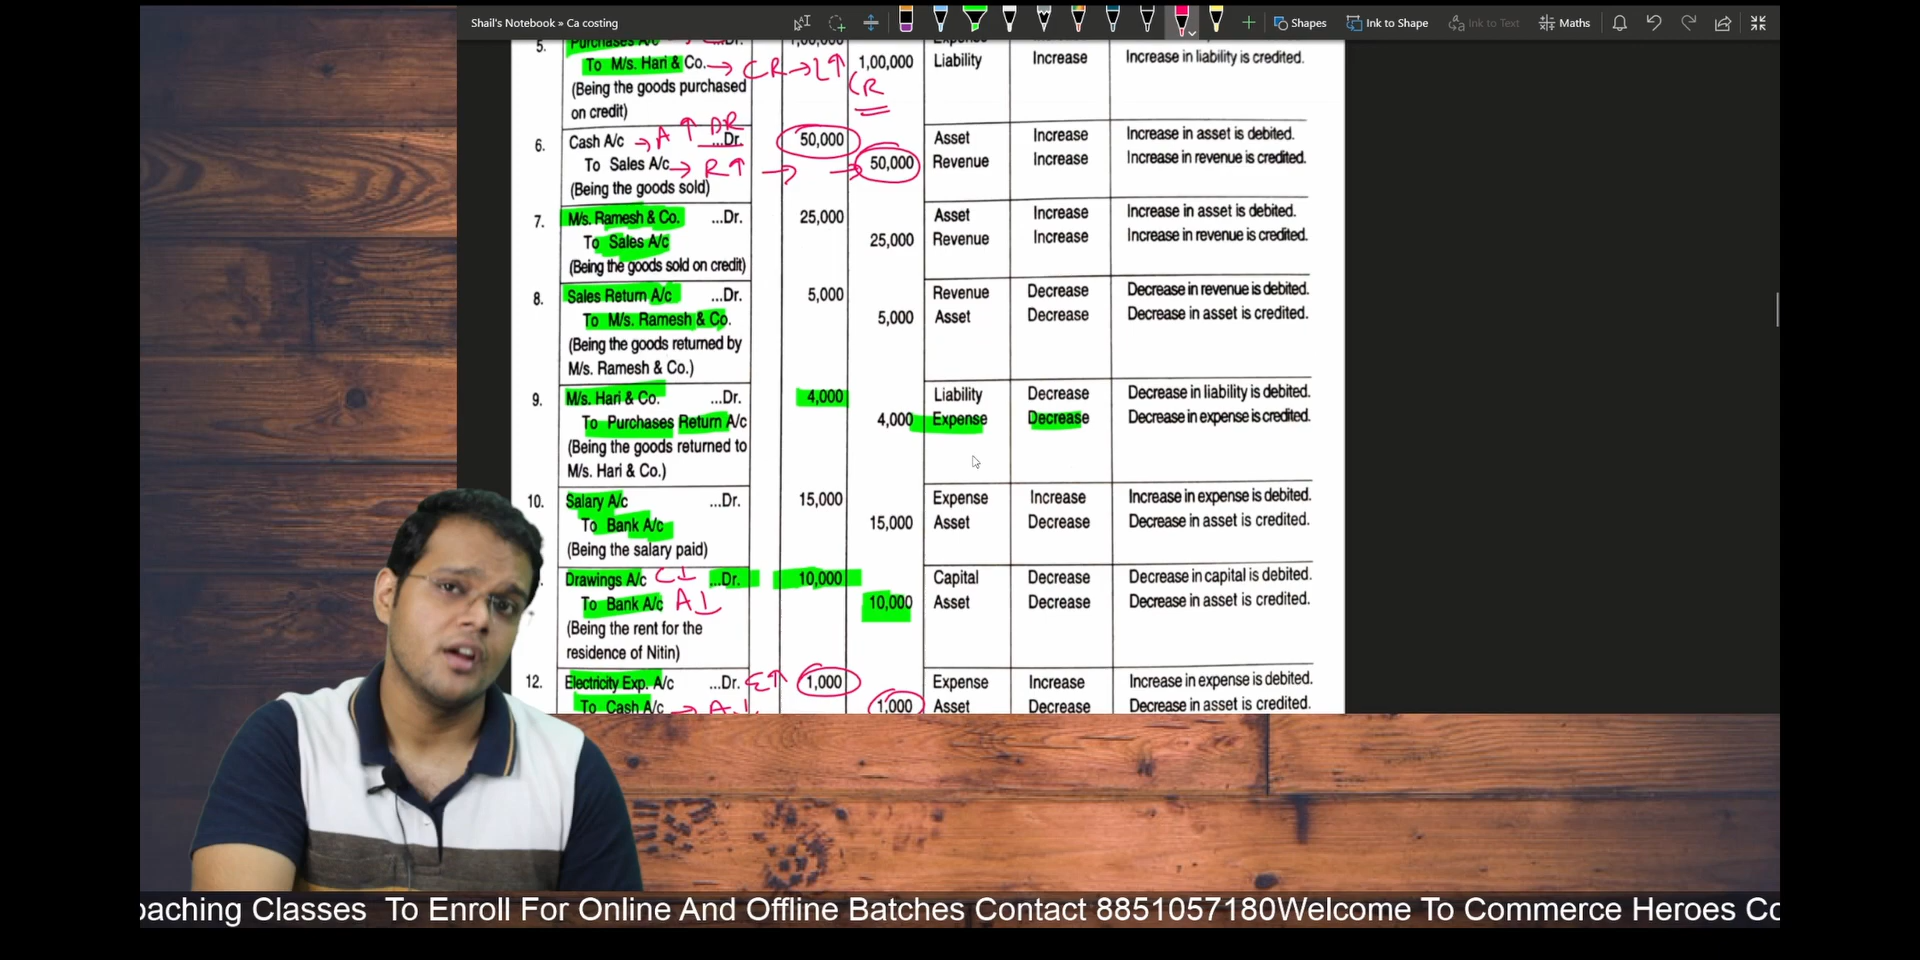 Shail's Notebook » Ca costing
Shapes Ink to Shape Ink to Text Maths
5. Purchases A/c ...Dr. 1,00,000 Expense
To M/s. Hari & Co. → CR → L↑ 1,00,000 Liability Increase Increase in liability is credited.
(Being the goods purchased CR
on credit)
6. Cash A/c → A ↑ DR ...Dr. 50,000 Asset Increase Increase in asset is debited.
To Sales A/c → R↑ → → 50,000 Revenue Increase Increase in revenue is credited.
(Being the goods sold)
7. M/s. Ramesh & Co. ...Dr. 25,000 Asset Increase Increase in asset is debited.
To Sales A/c 25,000 Revenue Increase Increase in revenue is credited.
(Being the goods sold on credit)
8. Sales Return A/c ...Dr. 5,000 Revenue Decrease Decrease in revenue is debited.
To M/s. Ramesh & Co. 5,000 Asset Decrease Decrease in asset is credited.
(Being the goods returned by
M/s. Ramesh & Co.)
9. M/s. Hari & Co. ...Dr. 4,000 Liability Decrease Decrease in liability is debited.
To Purchases Return A/c 4,000 Expense Decrease Decrease in expense is credited.
(Being the goods returned to
M/s. Hari & Co.)
10. Salary A/c ...Dr. 15,000 Expense Increase Increase in expense is debited.
To Bank A/c 15,000 Asset Decrease Decrease in asset is credited.
(Being the salary paid)
Drawings A/c C↓ ...Dr. 10,000 Capital Decrease Decrease in capital is debited.
To Bank A/c A↓ 10,000 Asset Decrease Decrease in asset is credited.
(Being the rent for the
residence of Nitin)
12. Electricity Exp. A/c ...Dr. E↑ 1,000 Expense Increase Increase in expense is debited.
To Cash A/c → A↓ 1,000 Asset Decrease Decrease in asset is credited.
oaching Classes To Enroll For Online And Offline Batches Contact 8851057180Welcome To Commerce Heroes Co